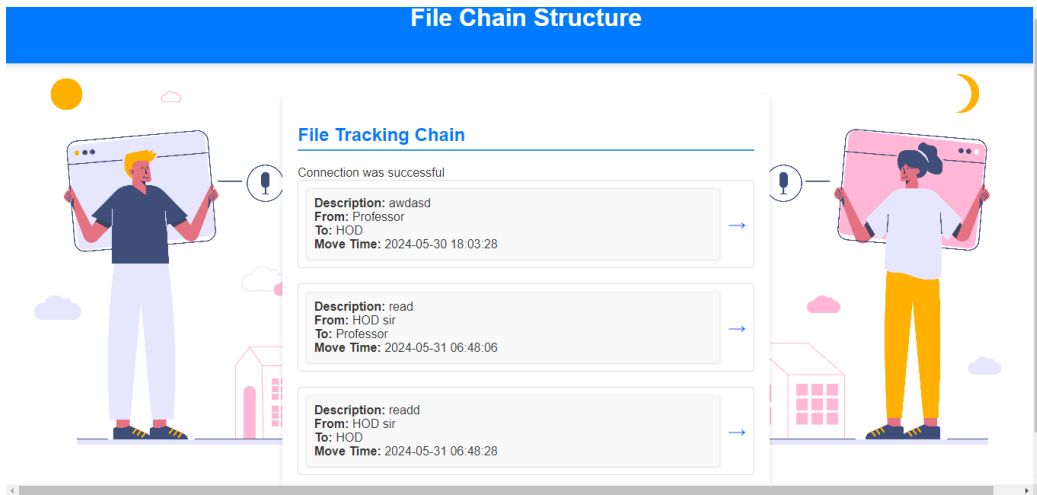 File Chain Structure
File Tracking Chain
Connection was successful
Description: awdasd
From: Professor
To: HOD
Move Time: 2024-05-30 18:03:28
→
Description: read
From: HOD sir
To: Professor
Move Time: 2024-05-31 06:48:06
→
Description: readd
From: HOD sir
To: HOD
Move Time: 2024-05-31 06:48:28
→